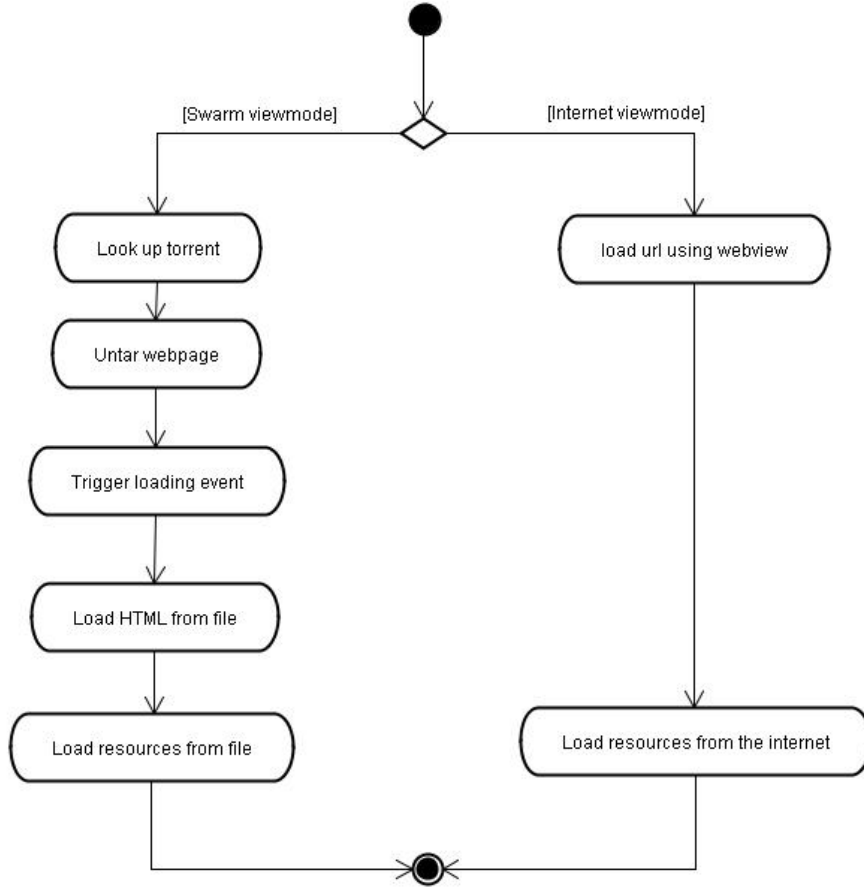 [Swarm viewmode]
[Internet viewmode]
Look up torrent
load url using webview
Untar webpage
Trigger loading event
Load HTML from file
Load resources from file
Load resources from the internet